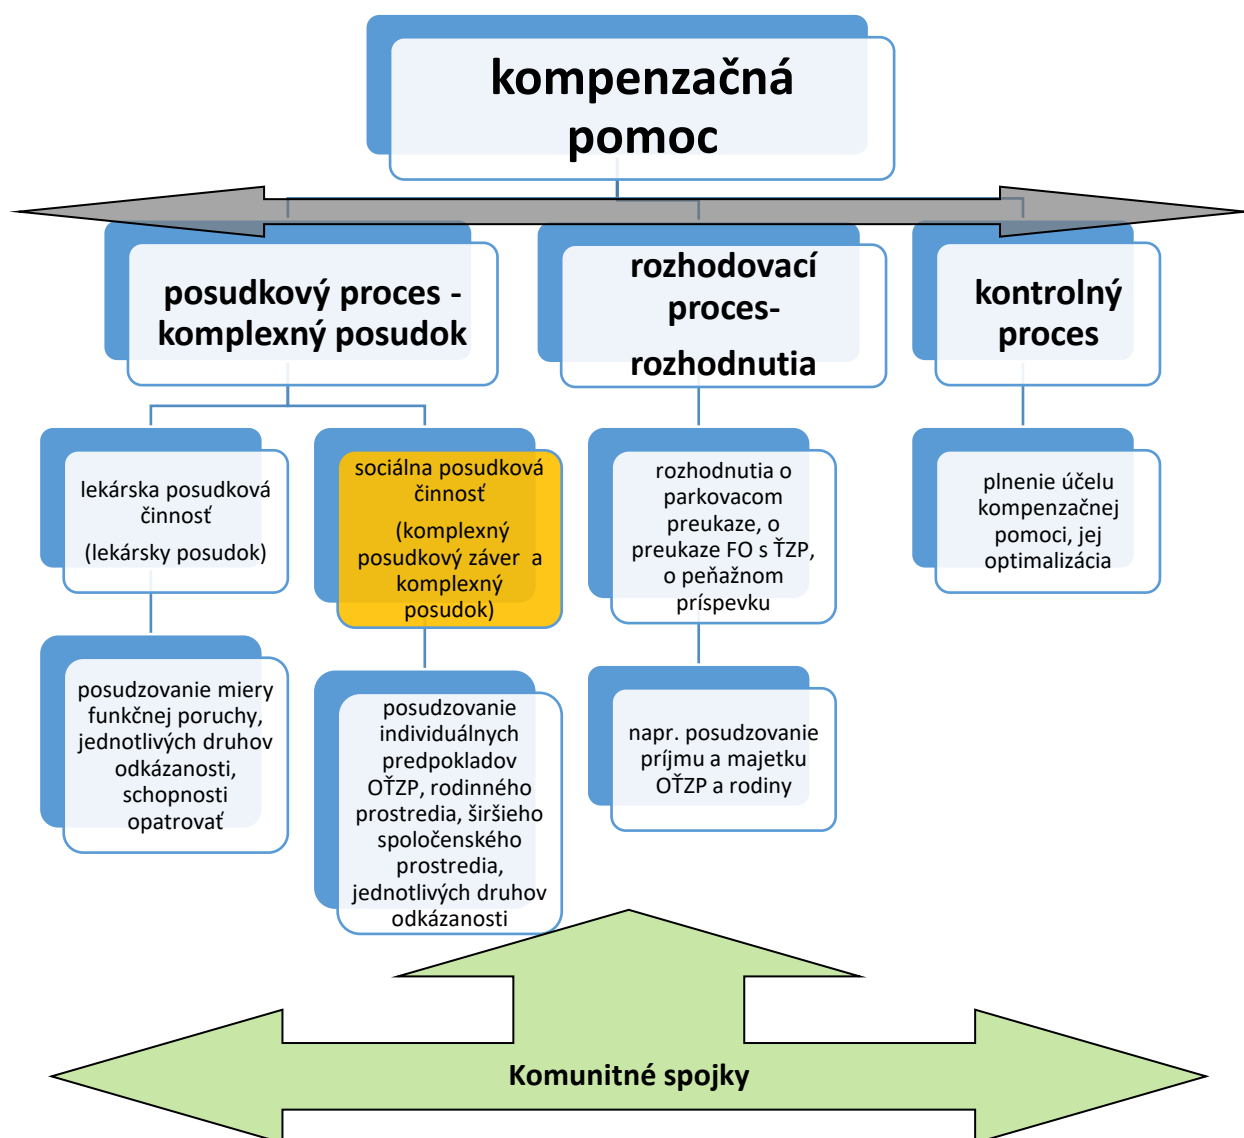 kompenzačná
pomoc
posudkový proces -
komplexný posudok
rozhodovací
proces-
rozhodnutia
kontrolný
proces
lekárska posudková
činnosť
(lekársky posudok)
sociálna posudková
činnosť
(komplexný
posudkový záver  a
komplexný
posudok)
rozhodnutia o
parkovacom
preukaze, o
preukaze FO s ŤZP,
o peňažnom
príspevku
plnenie účelu
kompenzačnej
pomoci, jej
optimalizácia
posudzovanie miery
funkčnej poruchy,
jednotlivých druhov
odkázanosti,
schopnosti
opatrovať
posudzovanie
individuálnych
predpokladov
OŤZP, rodinného
prostredia, širšieho
spoločenského
prostredia,
jednotlivých druhov
odkázanosti
napr. posudzovanie
príjmu a majetku
OŤZP a rodiny
Komunitné spojky